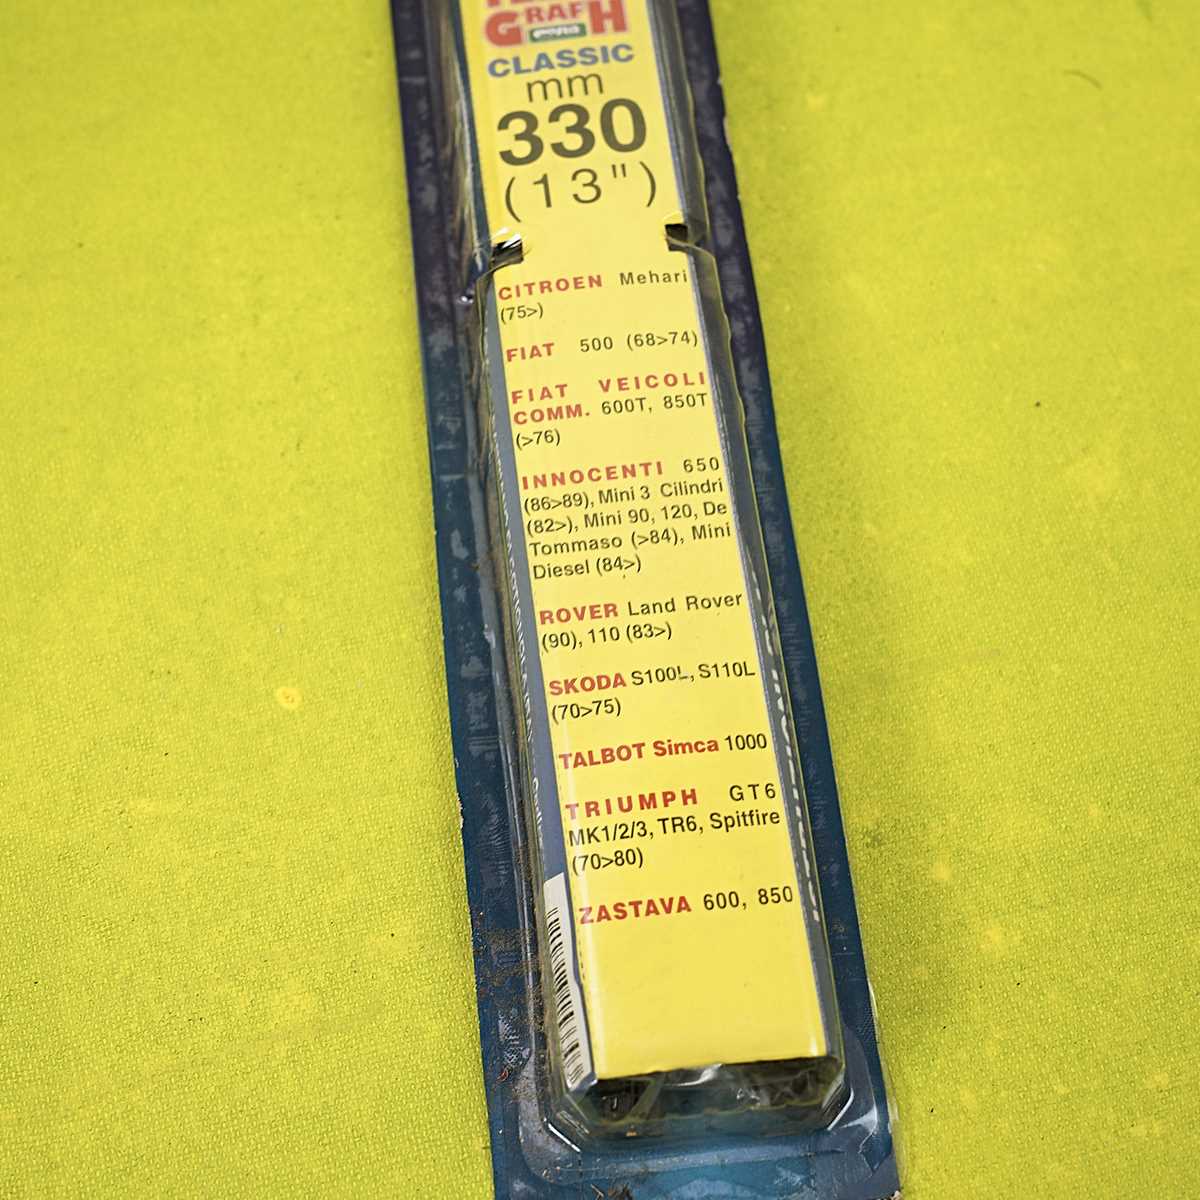 GRAFH
CLASSIC
mm
330
(13")
CITROEN Mehari
(75>)
FIAT 500 (68>74)
FIAT VEICOLI
COMM. 600T, 850T
(>76)
INNOCENTI 650
(86>89), Mini 3 Cilindri
(82>), Mini 90, 120, De
Tommaso (>84), Mini
Diesel (84>)
ROVER Land Rover
(90), 110 (83>)
SKODA S100L, S110L
(70>75)
TALBOT Simca 1000
TRIUMPH GT6
MK1/2/3, TR6, Spitfire
(70>80)
ZASTAVA 600, 850